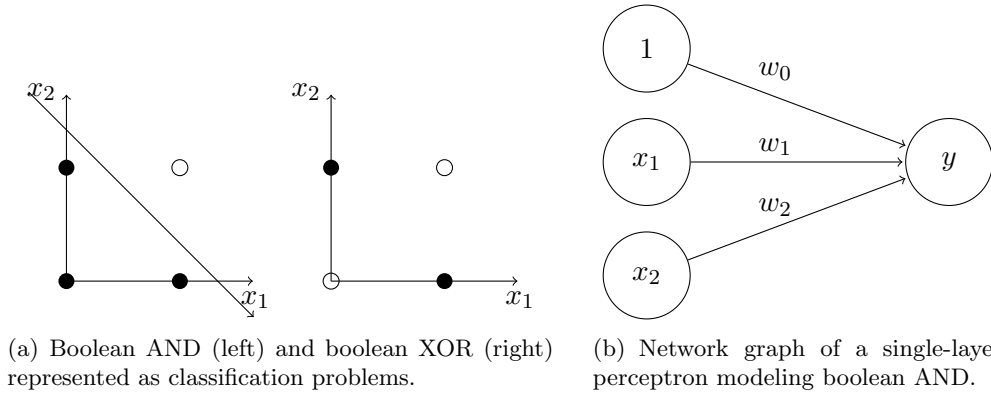 x₂
x₁
x₂
x₁
1
x₁
x₂
w₀
w₁
w₂
y
(a) Boolean AND (left) and boolean XOR (right)
represented as classification problems.
(b) Network graph of a single-laye
perceptron modeling boolean AND.